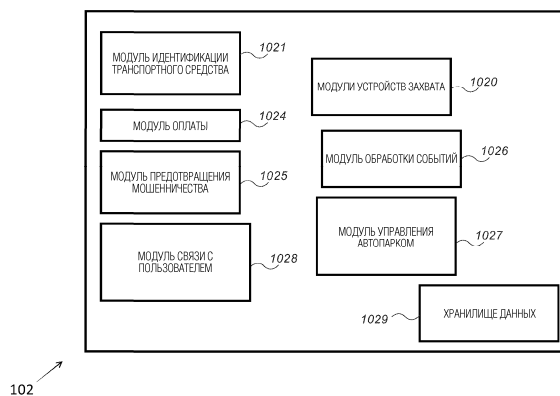 МОДУЛЬ ИДЕНТИФИКАЦИИ
ТРАНСПОРТНОГО СРЕДСТВА
1021
МОДУЛИ УСТРОЙСТВ ЗАХВАТА
1020
МОДУЛЬ ОПЛАТЫ
1024
МОДУЛЬ ОБРАБОТКИ СОБЫТИЙ
1026
МОДУЛЬ ПРЕДОТВРАЩЕНИЯ
МОШЕННИЧЕСТВА
1025
МОДУЛЬ УПРАВЛЕНИЯ
АВТОПАРКОМ
1027
МОДУЛЬ СВЯЗИ С
ПОЛЬЗОВАТЕЛЕМ
1028
ХРАНИЛИЩЕ ДАННЫХ
1029
102